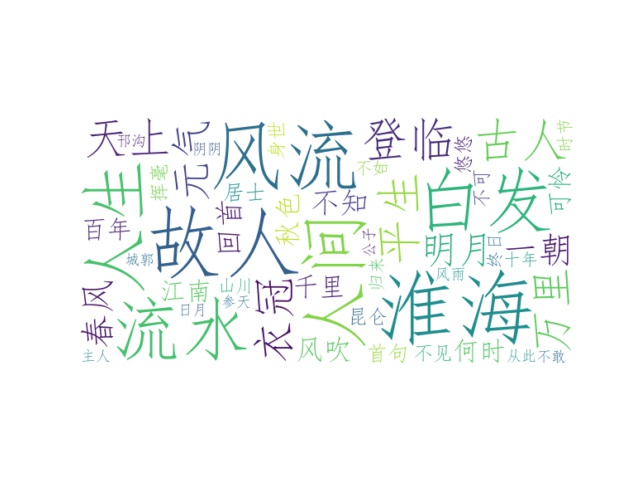 天上
邗沟
元气
阴阴
风流
身世
登临
悠悠
古人
时节
人生
挥毫
居士
不知
不如
平生
不可
白发
可怜
百年
回首
秋色
故人
人间
公子
明月
终日
一朝
城郭
归来
风雨
十年
春风
江南
山川
日月
参天
衣冠
千里
昆仑
淮海
万里
流水
主人
风吹
首句
不见
何时
从此
不敢